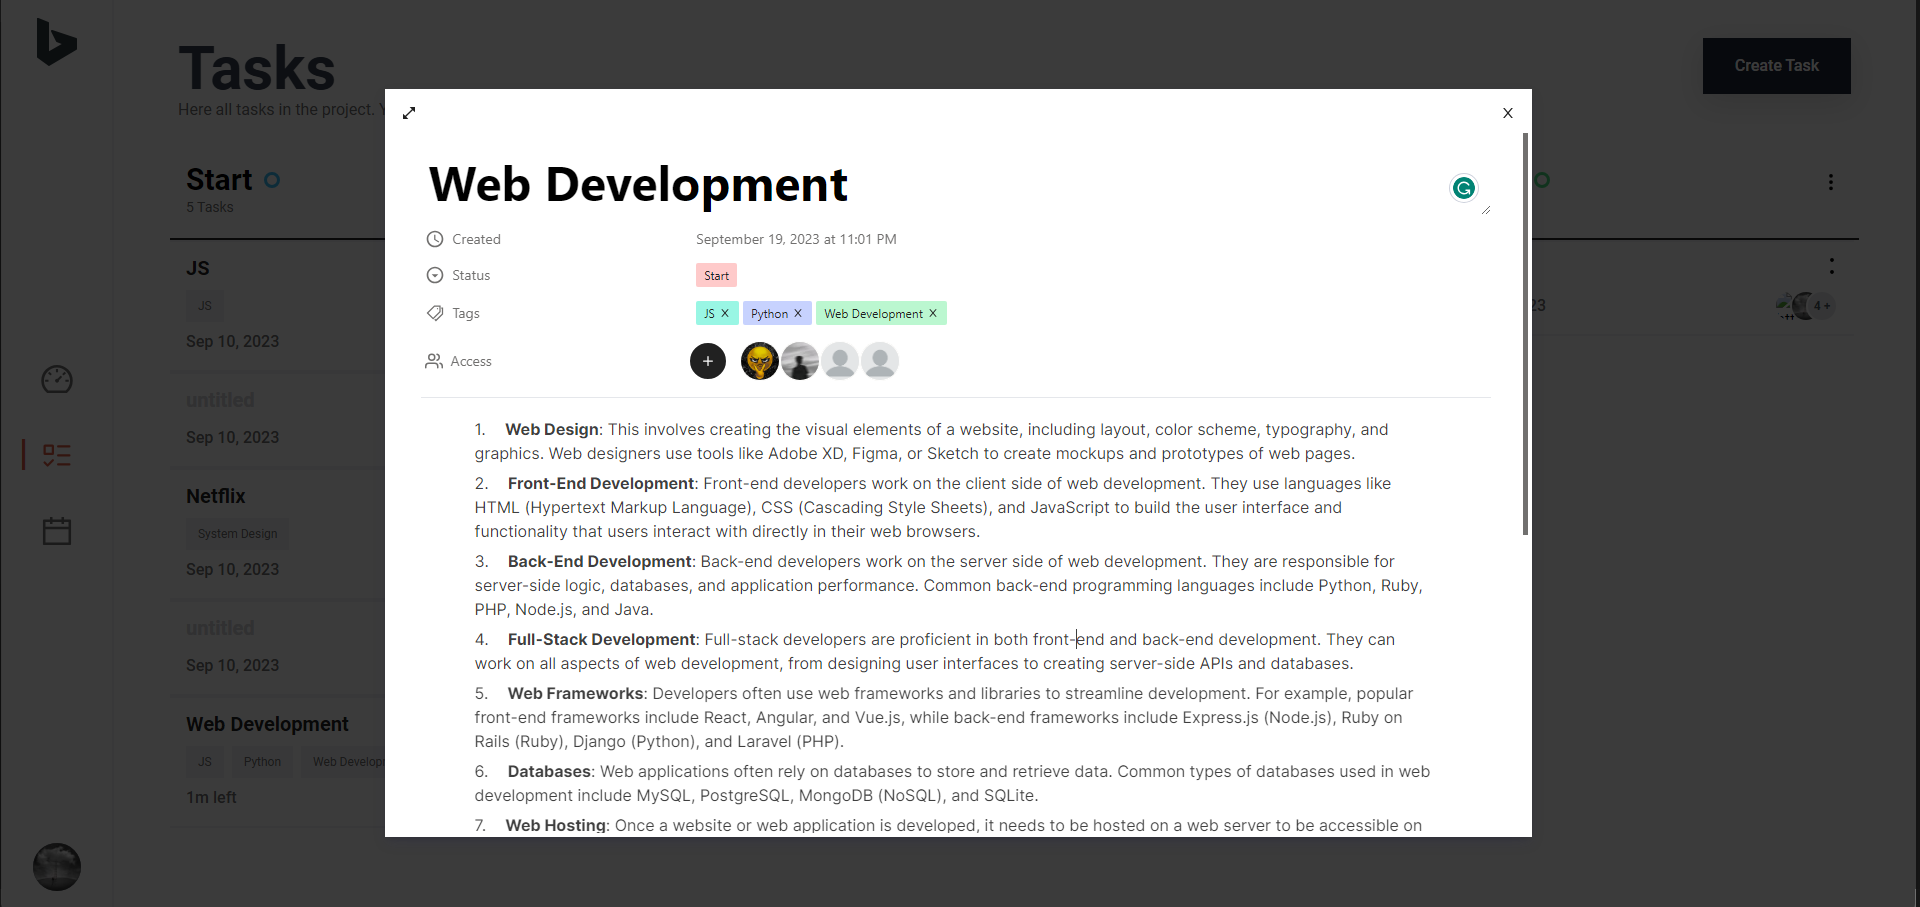 Tasks
Create Task
Here all tasks in the project. Y
X
Start
5 Tasks
Web Development
Created September 19, 2023 at 11:01 PM
Status Start
Tags JS X Python X Web Development X
Access +
JS
JS
Sep 10, 2023
untitled
Sep 10, 2023
Netflix
System Design
Sep 10, 2023
untitled
Sep 10, 2023
Web Development
JS Python Web Develop
1m left
1. Web Design: This involves creating the visual elements of a website, including layout, color scheme, typography, and
graphics. Web designers use tools like Adobe XD, Figma, or Sketch to create mockups and prototypes of web pages.
2. Front-End Development: Front-end developers work on the client side of web development. They use languages like
HTML (Hypertext Markup Language), CSS (Cascading Style Sheets), and JavaScript to build the user interface and
functionality that users interact with directly in their web browsers.
3. Back-End Development: Back-end developers work on the server side of web development. They are responsible for
server-side logic, databases, and application performance. Common back-end programming languages include Python, Ruby,
PHP, Node.js, and Java.
4. Full-Stack Development: Full-stack developers are proficient in both front-end and back-end development. They can
work on all aspects of web development, from designing user interfaces to creating server-side APIs and databases.
5. Web Frameworks: Developers often use web frameworks and libraries to streamline development. For example, popular
front-end frameworks include React, Angular, and Vue.js, while back-end frameworks include Express.js (Node.js), Ruby on
Rails (Ruby), Django (Python), and Laravel (PHP).
6. Databases: Web applications often rely on databases to store and retrieve data. Common types of databases used in web
development include MySQL, PostgreSQL, MongoDB (NoSQL), and SQLite.
7. Web Hosting: Once a website or web application is developed, it needs to be hosted on a web server to be accessible on
23
4 +